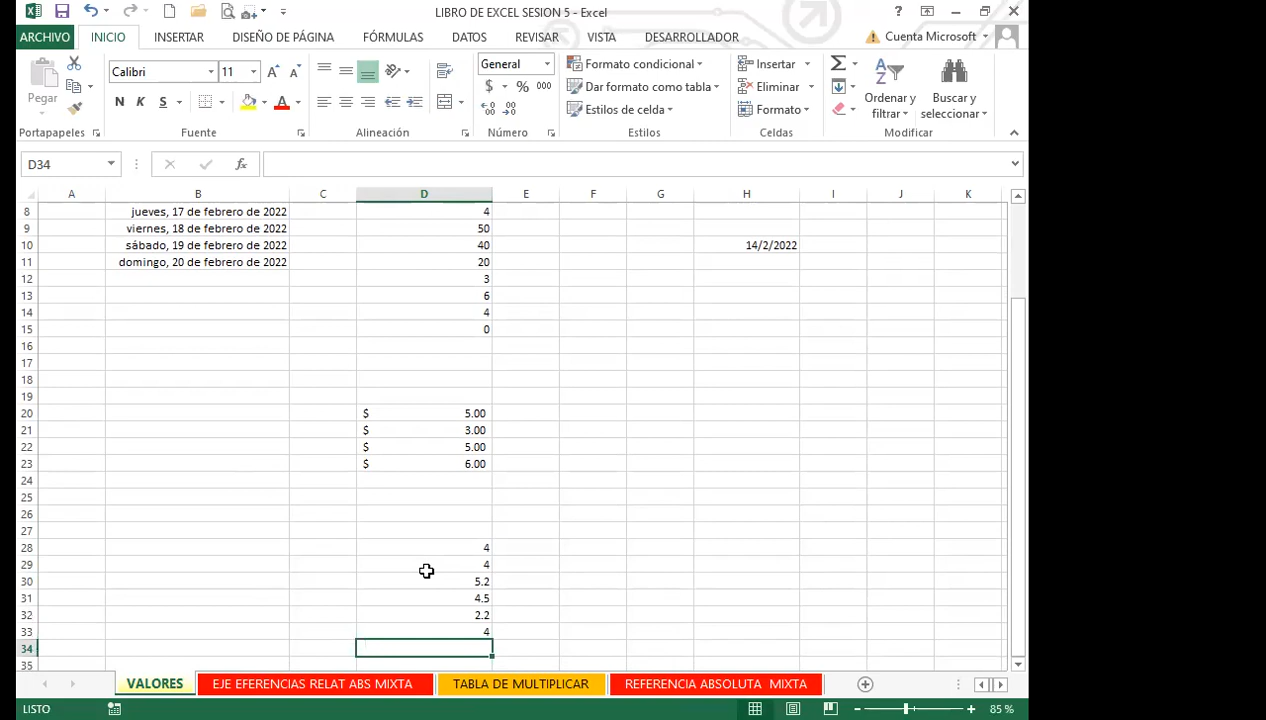 LIBRO DE EXCEL SESION 5 - Excel
ARCHIVO INICIO INSERTAR DISEÑO DE PÁGINA FÓRMULAS DATOS REVISAR VISTA DESARROLLADOR Cuenta Microsoft
Pegar
Calibri 11
N K S
General
$ % 000
Formato condicional
Dar formato como tabla
Estilos de celda
Insertar
Eliminar
Formato
Ordenar y filtrar
Buscar y seleccionar
Portapapeles Fuente Alineación Número Estilos Celdas Modificar
D34 fx
A B C D E F G H I J K
8 jueves, 17 de febrero de 2022 4
9 viernes, 18 de febrero de 2022 50
10 sábado, 19 de febrero de 2022 40 14/2/2022
11 domingo, 20 de febrero de 2022 20
12 3
13 6
14 4
15 0
16
17
18
19
20 $ 5.00
21 $ 3.00
22 $ 5.00
23 $ 6.00
24
25
26
27
28 4
29 4
30 5.2
31 4.5
32 2.2
33 4
34
35
VALORES EJE EFERENCIAS RELAT ABS MIXTA TABLA DE MULTIPLICAR REFERENCIA ABSOLUTA MIXTA
LISTO 85 %